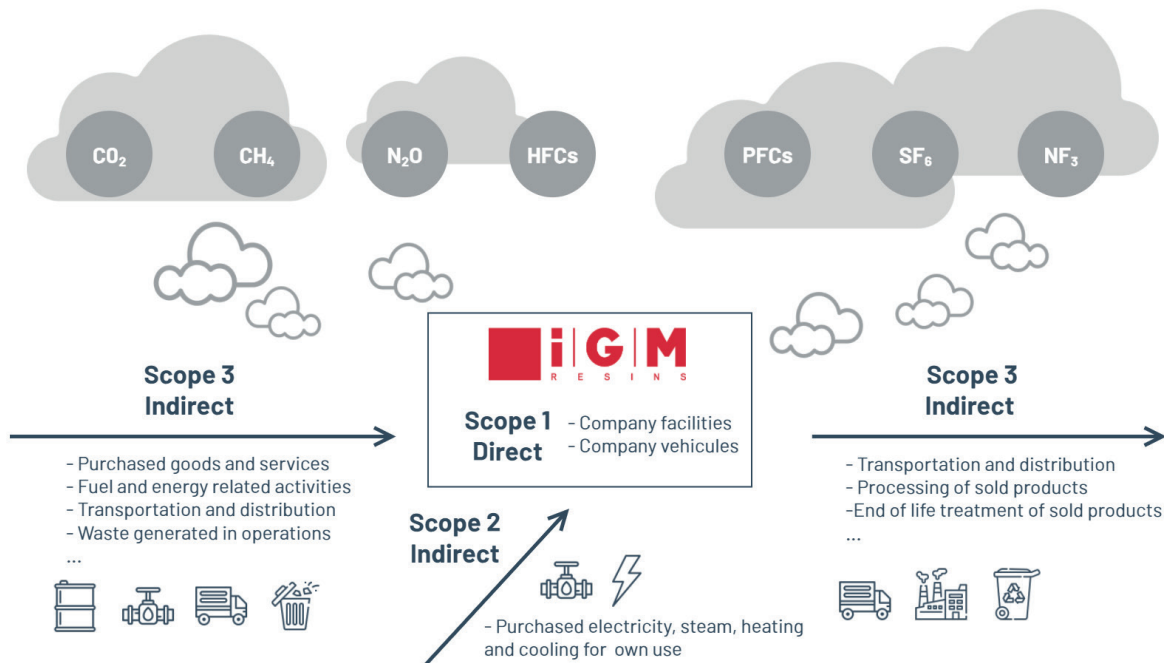 CO₂
CH₄
N₂O
HFCs
PFCs
SF₆
NF₃
i|G|M
RESINS
Scope 3
Indirect
- Purchased goods and services
- Fuel and energy related activities
- Transportation and distribution
- Waste generated in operations
...
Scope 1
Direct
- Company facilities
- Company vehicules
Scope 2
Indirect
- Purchased electricity, steam, heating
and cooling for own use
Scope 3
Indirect
- Transportation and distribution
- Processing of sold products
-End of life treatment of sold products
...